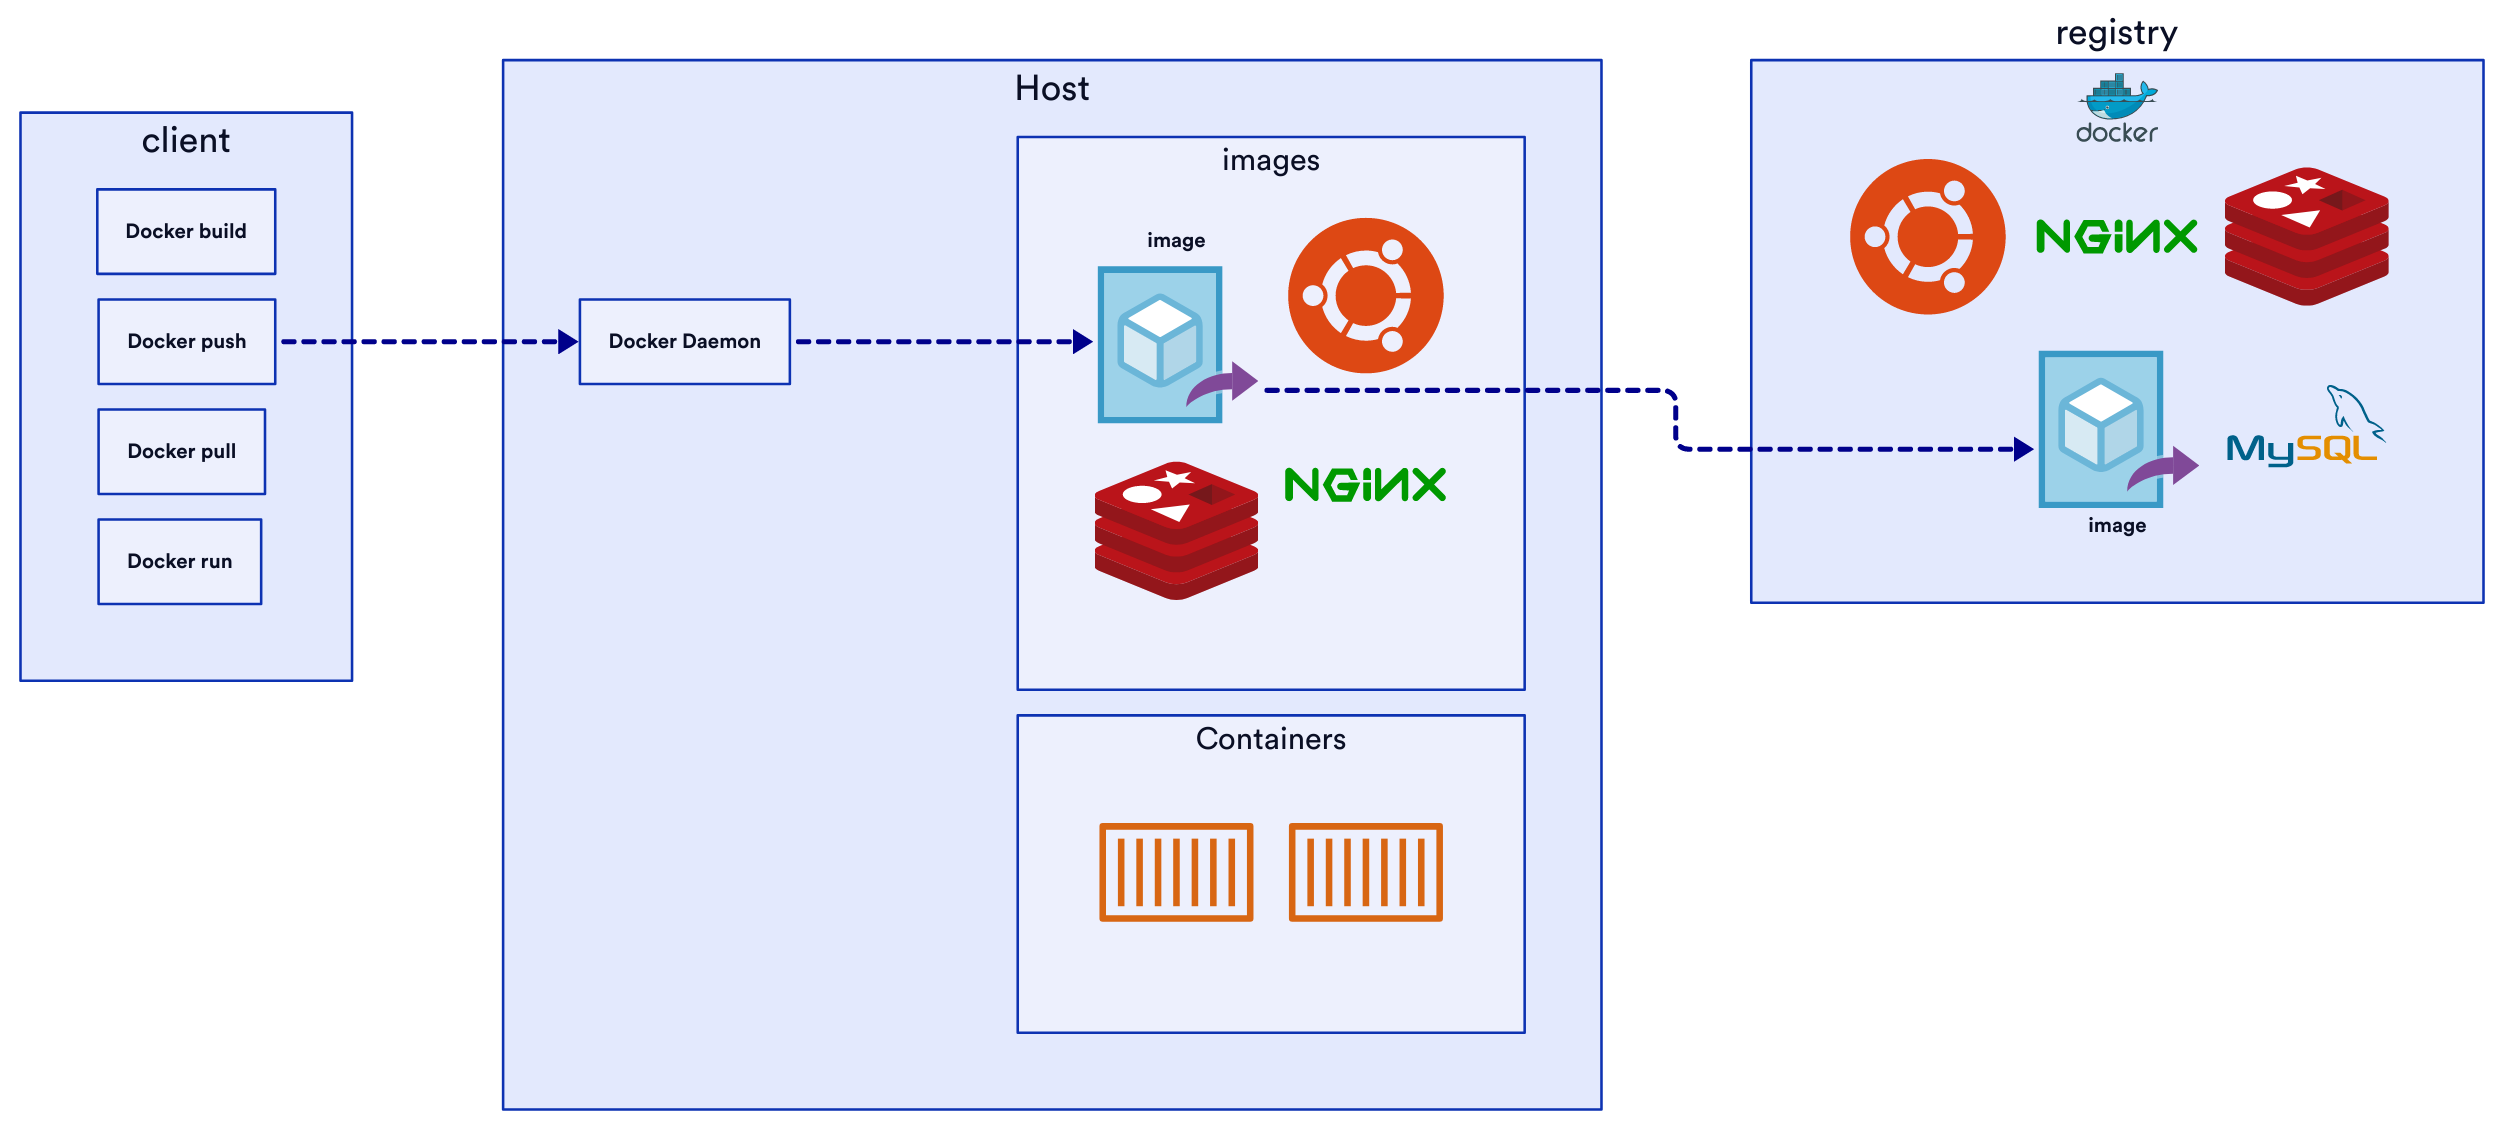 client
Docker build
Docker push
Docker pull
Docker run
Host
Docker Daemon
images
image
NGINX
Containers
registry
docker
NGINX
image
MySQL